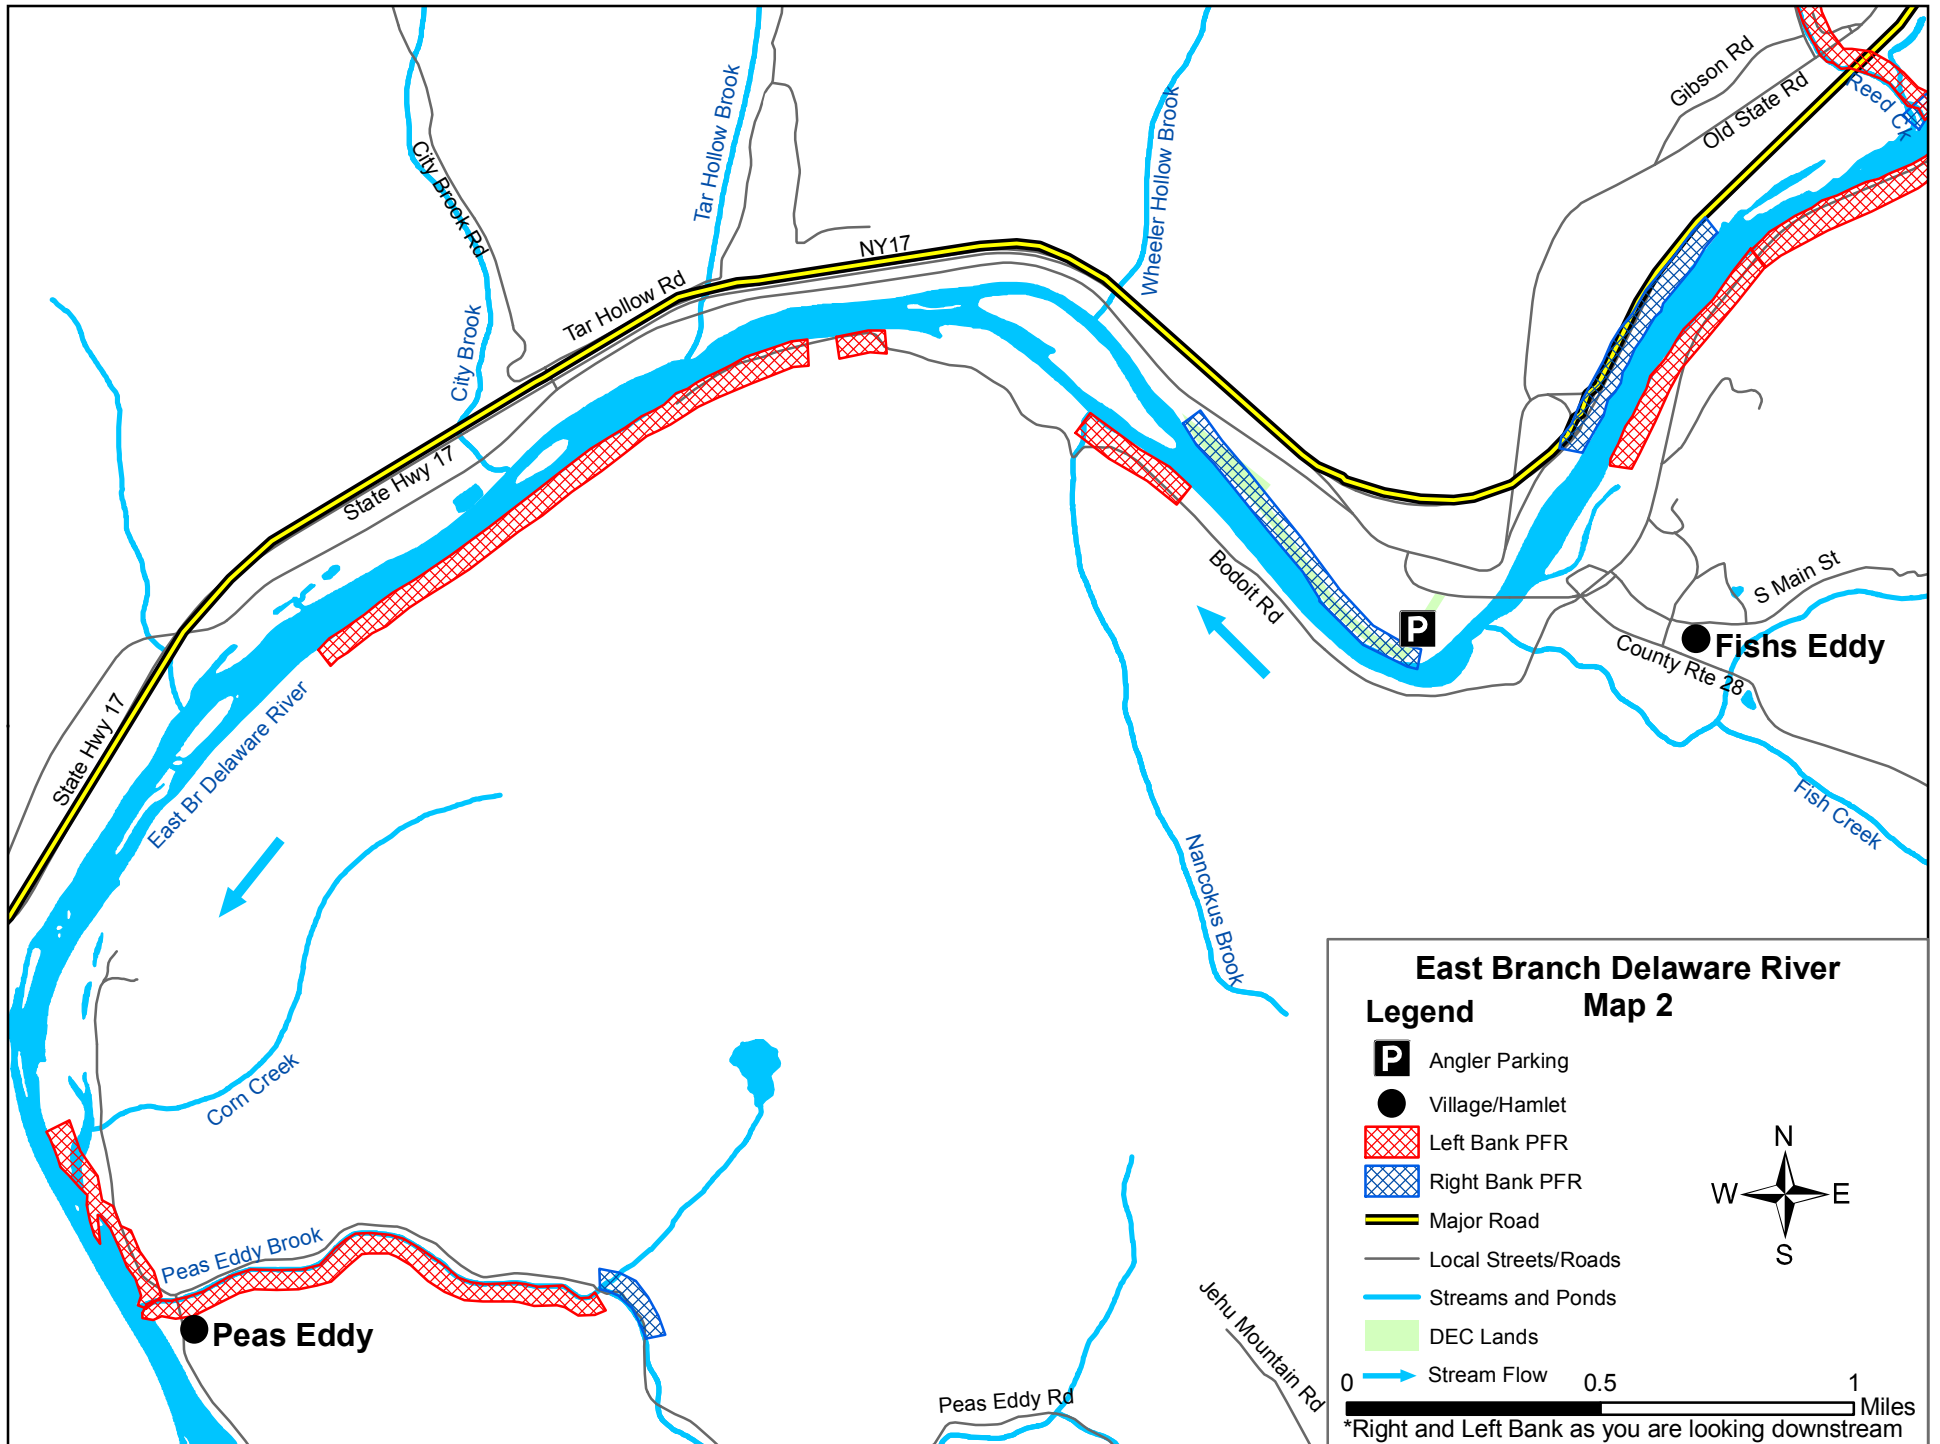 Gibson Rd
Old State Rd
Reed Ck
Tar Hollow Brook
Wheeler Hollow Brook
City Brook Rd
NY17
Tar Hollow Rd
City Brook
State Hwy 17
Bodoit Rd
S Main St
P
Fishs Eddy
County Rte 28
State Hwy 17
East Br Delaware River
Fish Creek
Nancokus Brook
Corn Creek
Peas Eddy Brook
Peas Eddy
Jehu Mountain Rd
Peas Eddy Rd
East Branch Delaware River
Map 2
Legend
P Angler Parking
Village/Hamlet
Left Bank PFR
Right Bank PFR
Major Road
Local Streets/Roads
Streams and Ponds
DEC Lands
Stream Flow
N
W E
S
0 0.5 1
Miles
*Right and Left Bank as you are looking downstream